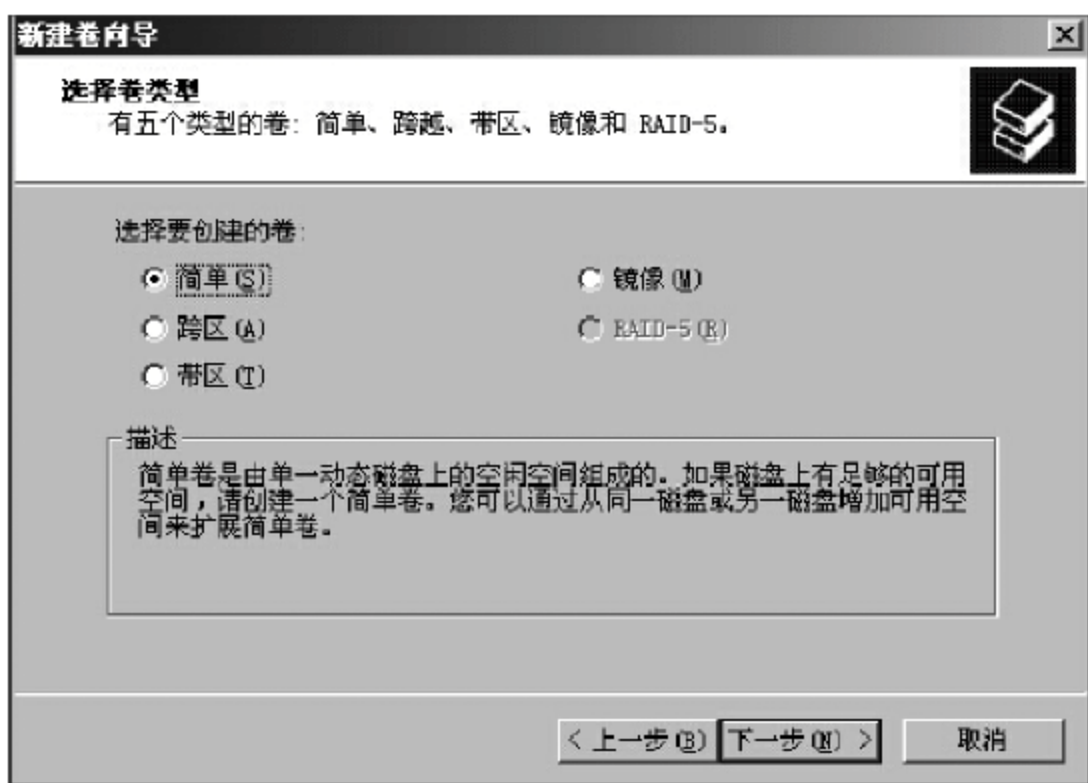 新建卷向导
选择卷类型
有五个类型的卷: 简单、跨越、带区、镜像和 RAID-5。
选择要创建的卷:
简单(S) 镜像(M)
跨区(A) RAID-5(R)
带区(T)
描述
简单卷是由单一动态磁盘上的空闲空间组成的。如果磁盘上有足够的可用
空间，请创建一个简单卷。您可以通过从同一磁盘或另一磁盘增加可用空
间来扩展简单卷。
< 上一步(B) 下一步(N) > 取消